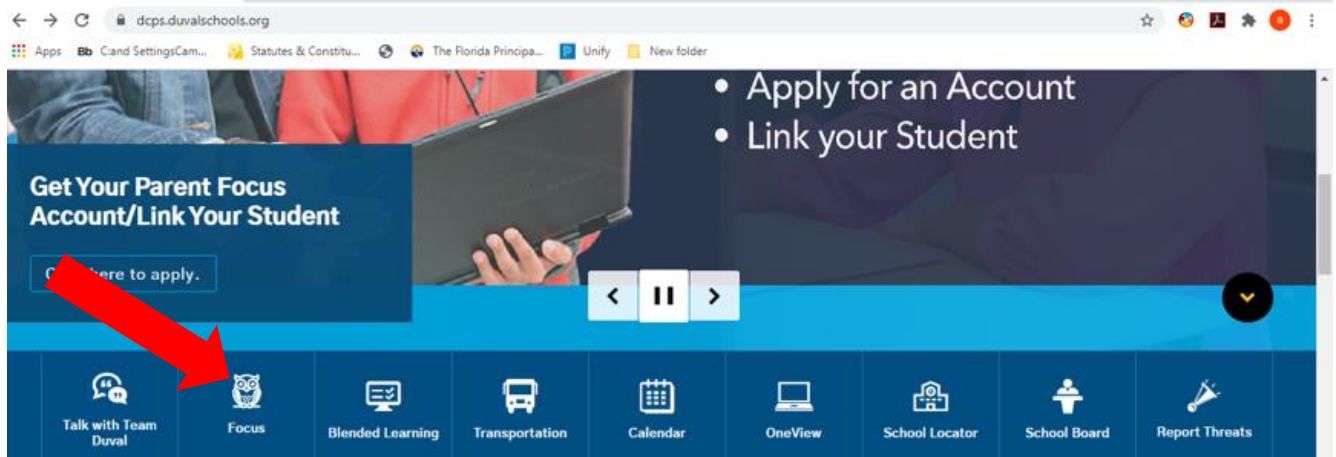 dcps.duvalschools.org
Apps Bb C:and SettingsCam... Statutes & Constitu... The Florida Principa... Unify New folder
• Apply for an Account
• Link your Student
Get Your Parent Focus
Account/Link Your Student
here to apply.
Talk with Team
Duval
Focus
Blended Learning
Transportation
Calendar
OneView
School Locator
School Board
Report Threats